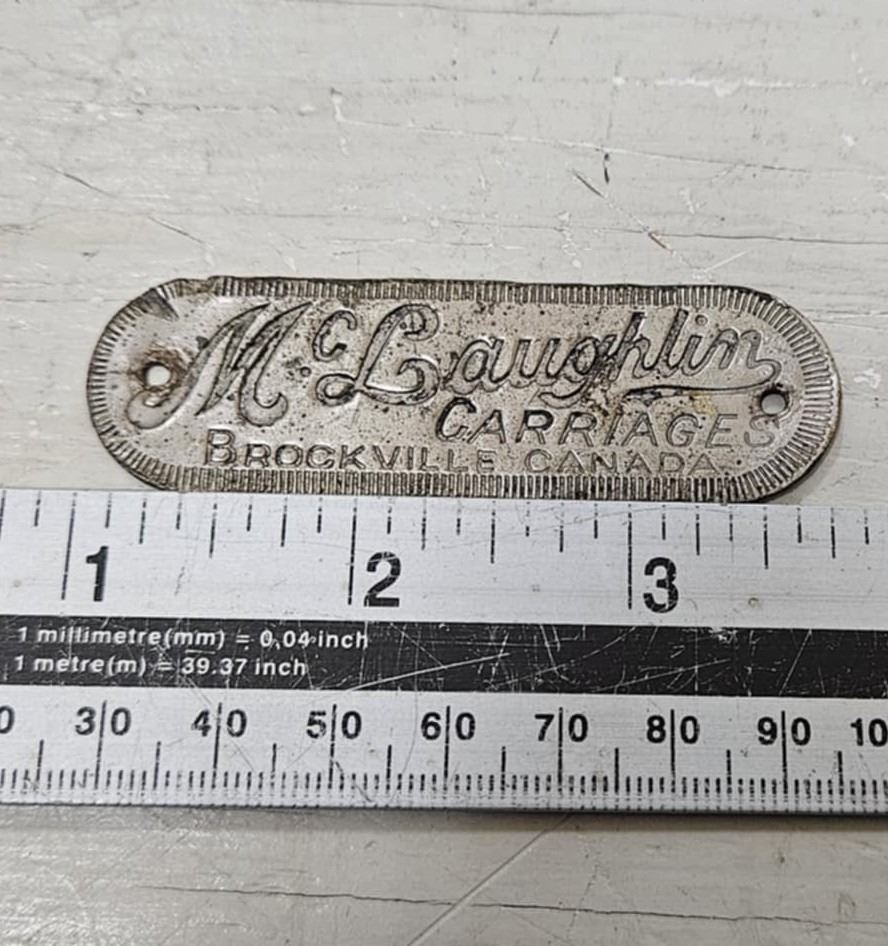 McLaughlin
CARRIAGES
BROCKVILLE CANADA
1 2 3
1 millimetre(mm) = 0.04 inch
1 metre(m) = 39.37 inch
0 30 40 50 60 70 80 90 10